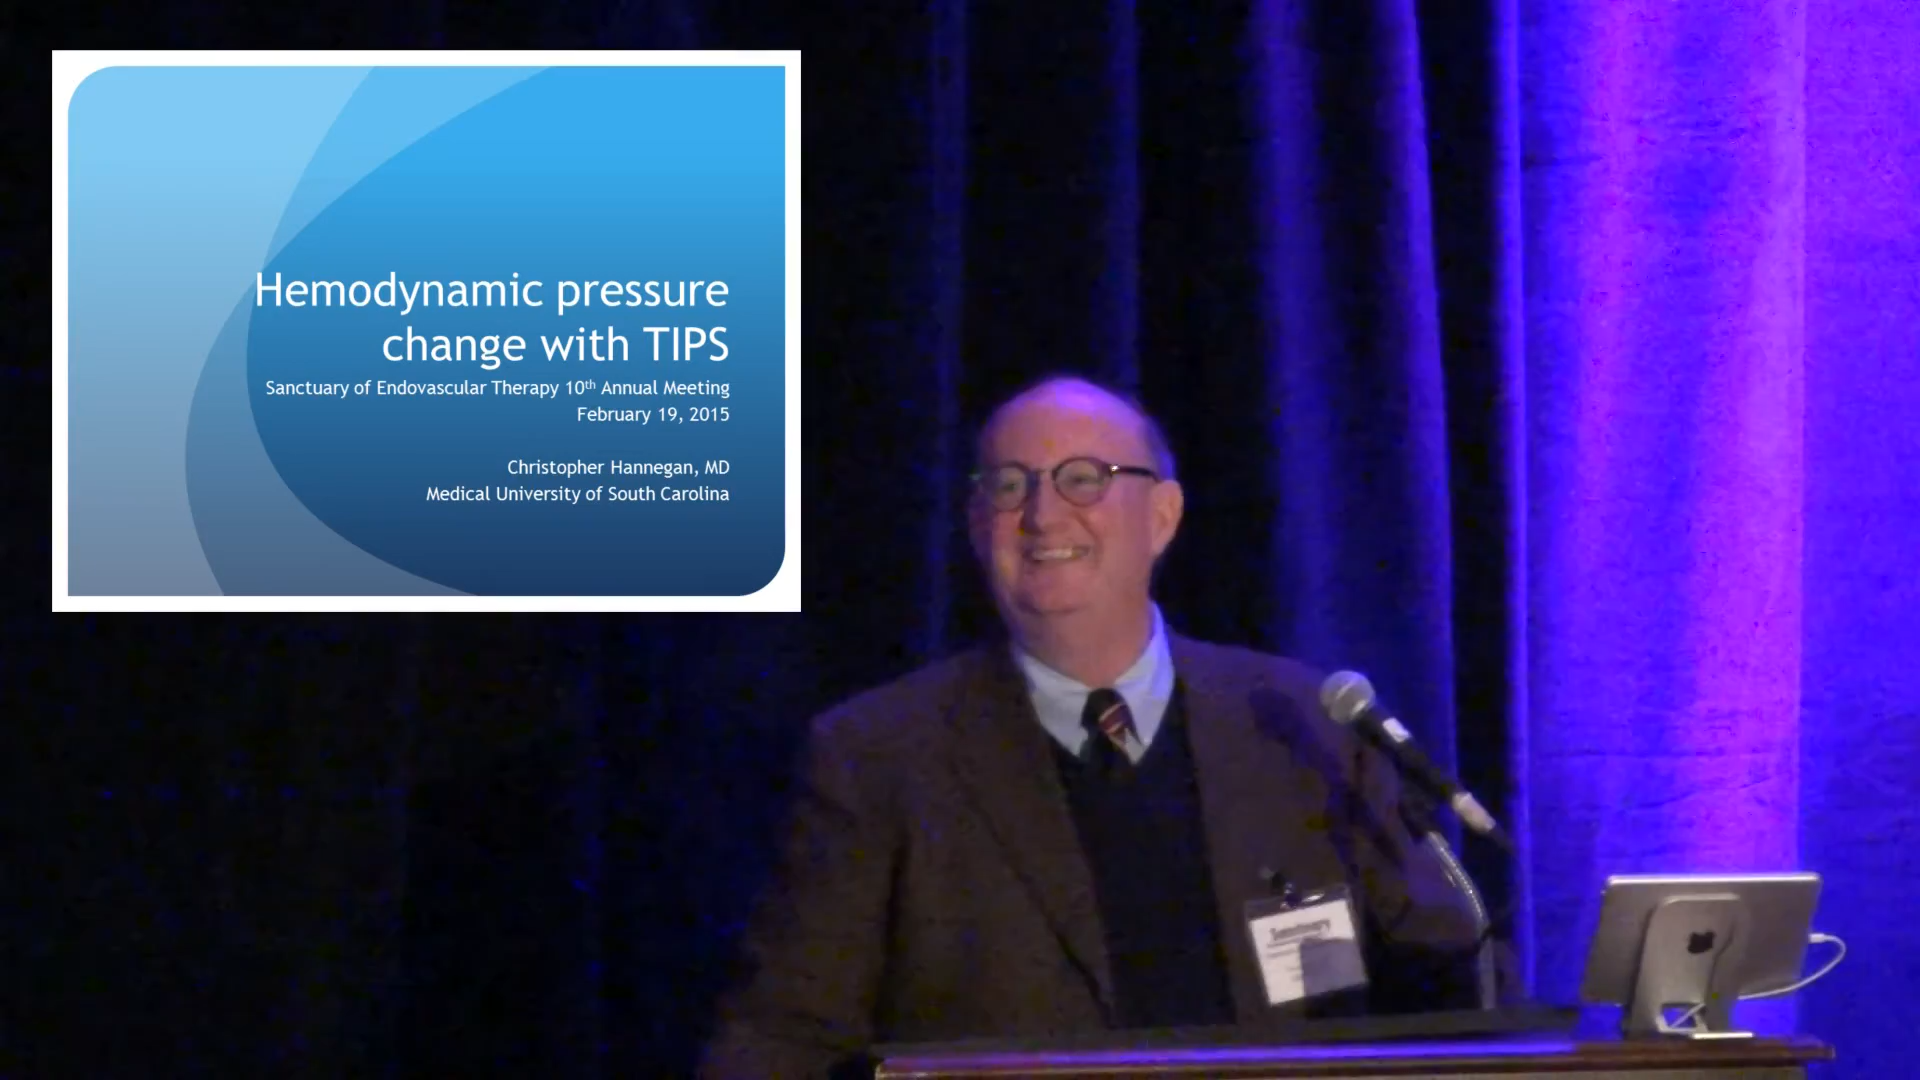 Hemodynamic pressure
change with TIPS
Sanctuary of Endovascular Therapy 10th Annual Meeting
February 19, 2015
Christopher Hannegan, MD
Medical University of South Carolina
Sanctuary